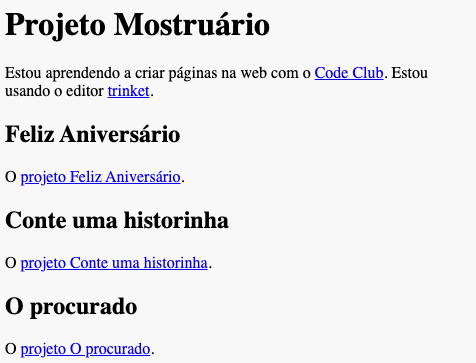 Projeto Mostruário
Estou aprendendo a criar páginas na web com o Code Club. Estou
usando o editor trinket.
Feliz Aniversário
O projeto Feliz Aniversário.
Conte uma historinha
O projeto Conte uma historinha.
O procurado
O projeto O procurado.